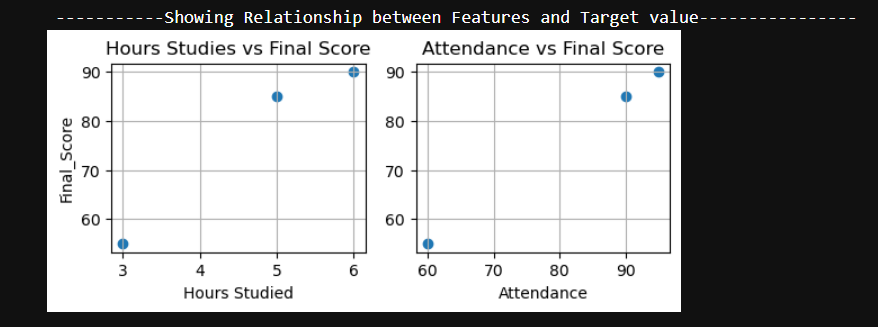 -----------Showing Relationship between Features and Target value----------------
Hours Studies vs Final Score
Final_Score
90
80
70
60
3 4 5 6
Hours Studied
Attendance vs Final Score
90
80
70
60
60 70 80 90
Attendance